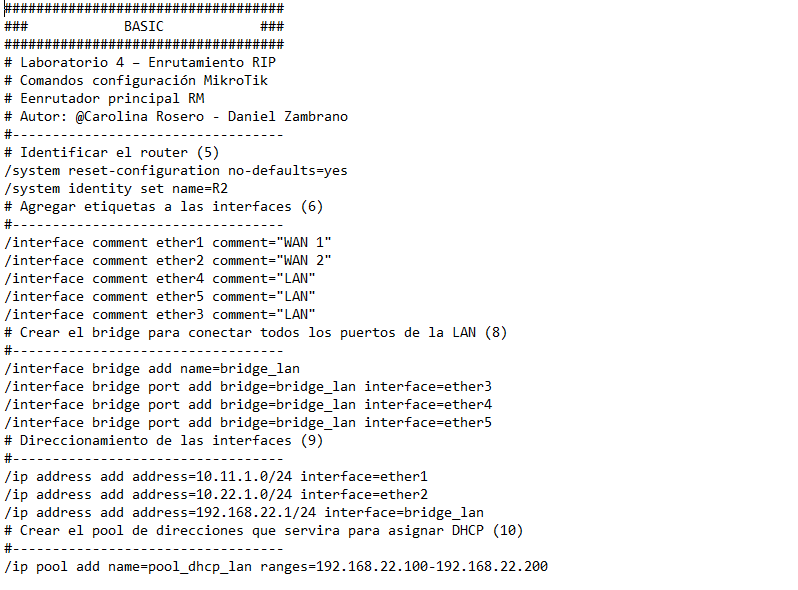 ###################################
###            BASIC            ###
###################################
# Laboratorio 4 – Enrutamiento RIP
# Comandos configuración MikroTik
# Eenrutador principal RM
# Autor: @Carolina Rosero - Daniel Zambrano
#----------------------------------
# Identificar el router (5)
/system reset-configuration no-defaults=yes
/system identity set name=R2
# Agregar etiquetas a las interfaces (6)
#----------------------------------
/interface comment ether1 comment="WAN 1"
/interface comment ether2 comment="WAN 2"
/interface comment ether4 comment="LAN"
/interface comment ether5 comment="LAN"
/interface comment ether3 comment="LAN"
# Crear el bridge para conectar todos los puertos de la LAN (8)
#----------------------------------
/interface bridge add name=bridge_lan
/interface bridge port add bridge=bridge_lan interface=ether3
/interface bridge port add bridge=bridge_lan interface=ether4
/interface bridge port add bridge=bridge_lan interface=ether5
# Direccionamiento de las interfaces (9)
#----------------------------------
/ip address add address=10.11.1.0/24 interface=ether1
/ip address add address=10.22.1.0/24 interface=ether2
/ip address add address=192.168.22.1/24 interface=bridge_lan
# Crear el pool de direcciones que servira para asignar DHCP (10)
#----------------------------------
/ip pool add name=pool_dhcp_lan ranges=192.168.22.100-192.168.22.200